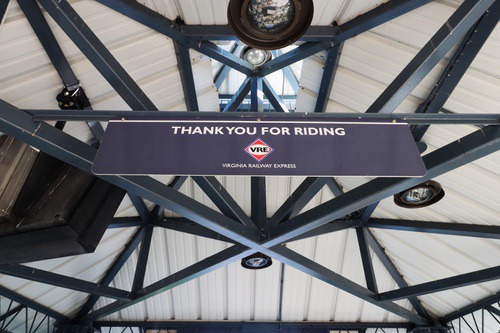 THANK YOU FOR RIDING
VRE
VIRGINIA RAILWAY EXPRESS